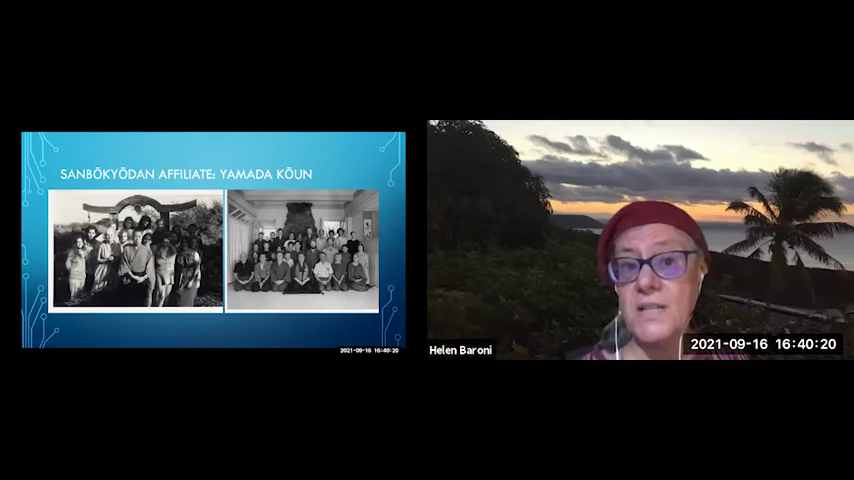 SANBŌKYŌDAN AFFILIATE: YAMADA KŌUN
2021-09-16 16:40:20
Helen Baroni
2021-09-16 16:40:20